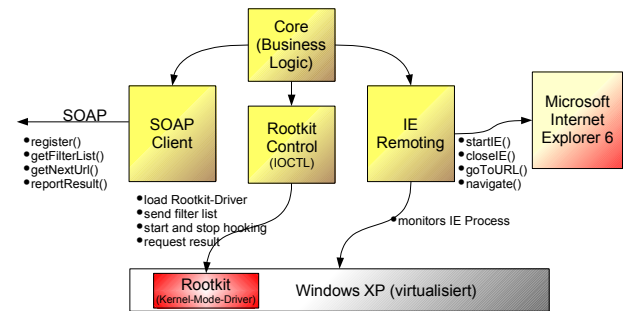 Core
(Business
Logic)
SOAP
SOAP
Client
Rootkit
Control
(IOCTL)
IE
Remoting
Microsoft
Internet
Explorer 6
•register()
•getFilterList()
•getNextUrl()
•reportResult()
•startIE()
•closeIE()
•goToURL()
•navigate()
•load Rootkit-Driver
•send filter list
•start and stop hooking
•request result
•monitors IE Process
Rootkit
(Kernel-Mode-Driver)
Windows XP (virtualisiert)